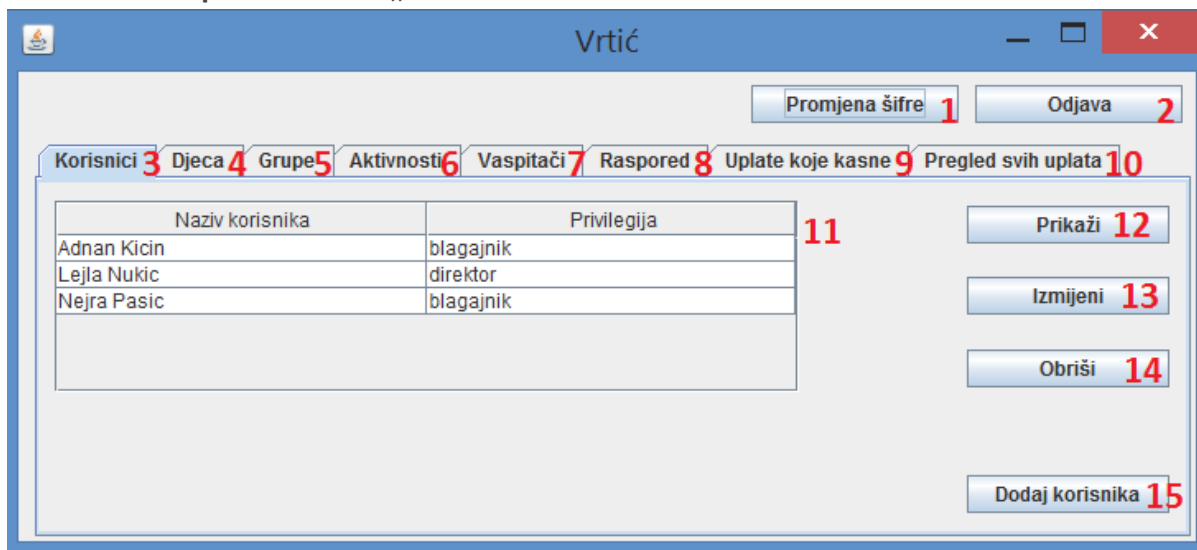 Vrtić
Promjena šifre 1 Odjava 2
Korisnici 3 Djeca 4 Grupe 5 Aktivnosti 6 Vaspitači 7 Raspored 8 Uplate koje kasne 9 Pregled svih uplata 10
Naziv korisnika Privilegija 11 Prikaži 12
Adnan Kicin blagajnik
Lejla Nukic direktor
Nejra Pasic blagajnik
Izmijeni 13
Obriši 14
Dodaj korisnika 15